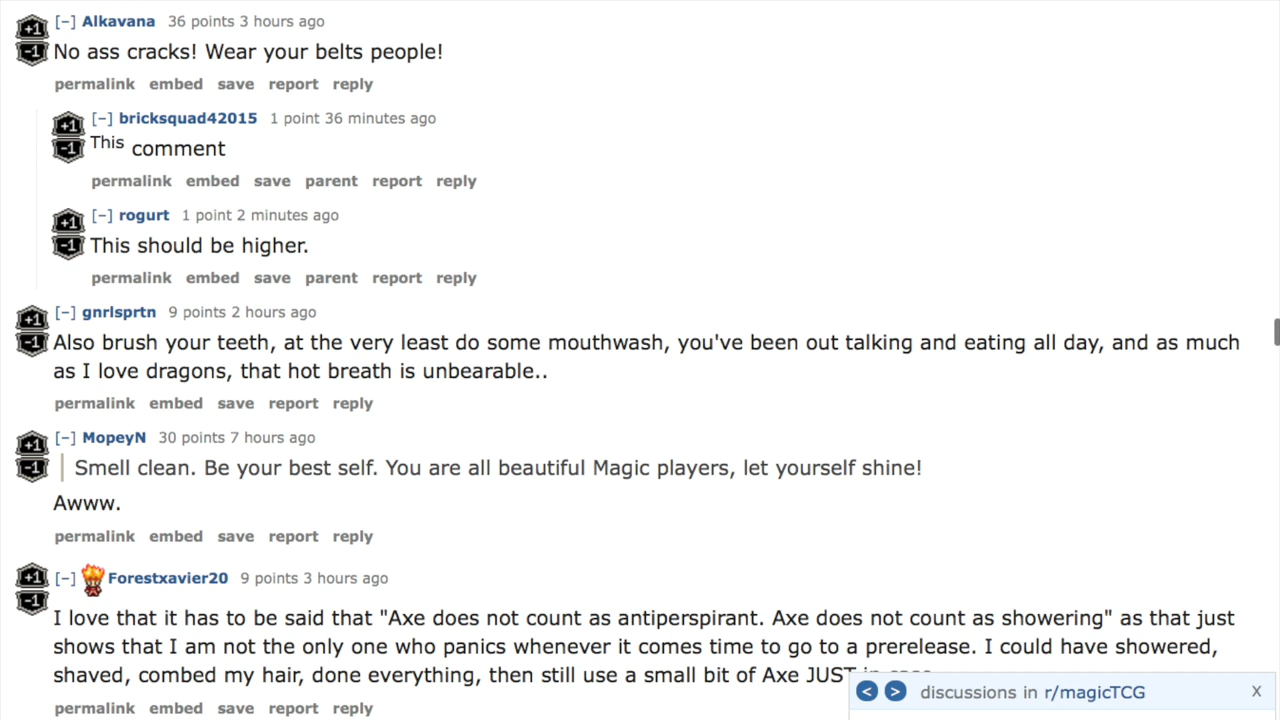 +1 [−] Alkavana 36 points 3 hours ago
-1 No ass cracks! Wear your belts people!
permalink embed save report reply
+1 [−] bricksquad42015 1 point 36 minutes ago
-1 This comment
permalink embed save parent report reply
+1 [−] rogurt 1 point 2 minutes ago
-1 This should be higher.
permalink embed save parent report reply
+1 [−] gnrlsprtn 9 points 2 hours ago
-1 Also brush your teeth, at the very least do some mouthwash, you've been out talking and eating all day, and as much
as I love dragons, that hot breath is unbearable..
permalink embed save report reply
+1 [−] MopeyN 30 points 7 hours ago
-1 Smell clean. Be your best self. You are all beautiful Magic players, let yourself shine!
Awww.
permalink embed save report reply
+1 [−] Forestxavier20 9 points 3 hours ago
-1 I love that it has to be said that "Axe does not count as antiperspirant. Axe does not count as showering" as that just
shows that I am not the only one who panics whenever it comes time to go to a prerelease. I could have showered,
shaved, combed my hair, done everything, then still use a small bit of Axe JUST in case
permalink embed save report reply
< > discussions in r/magicTCG X